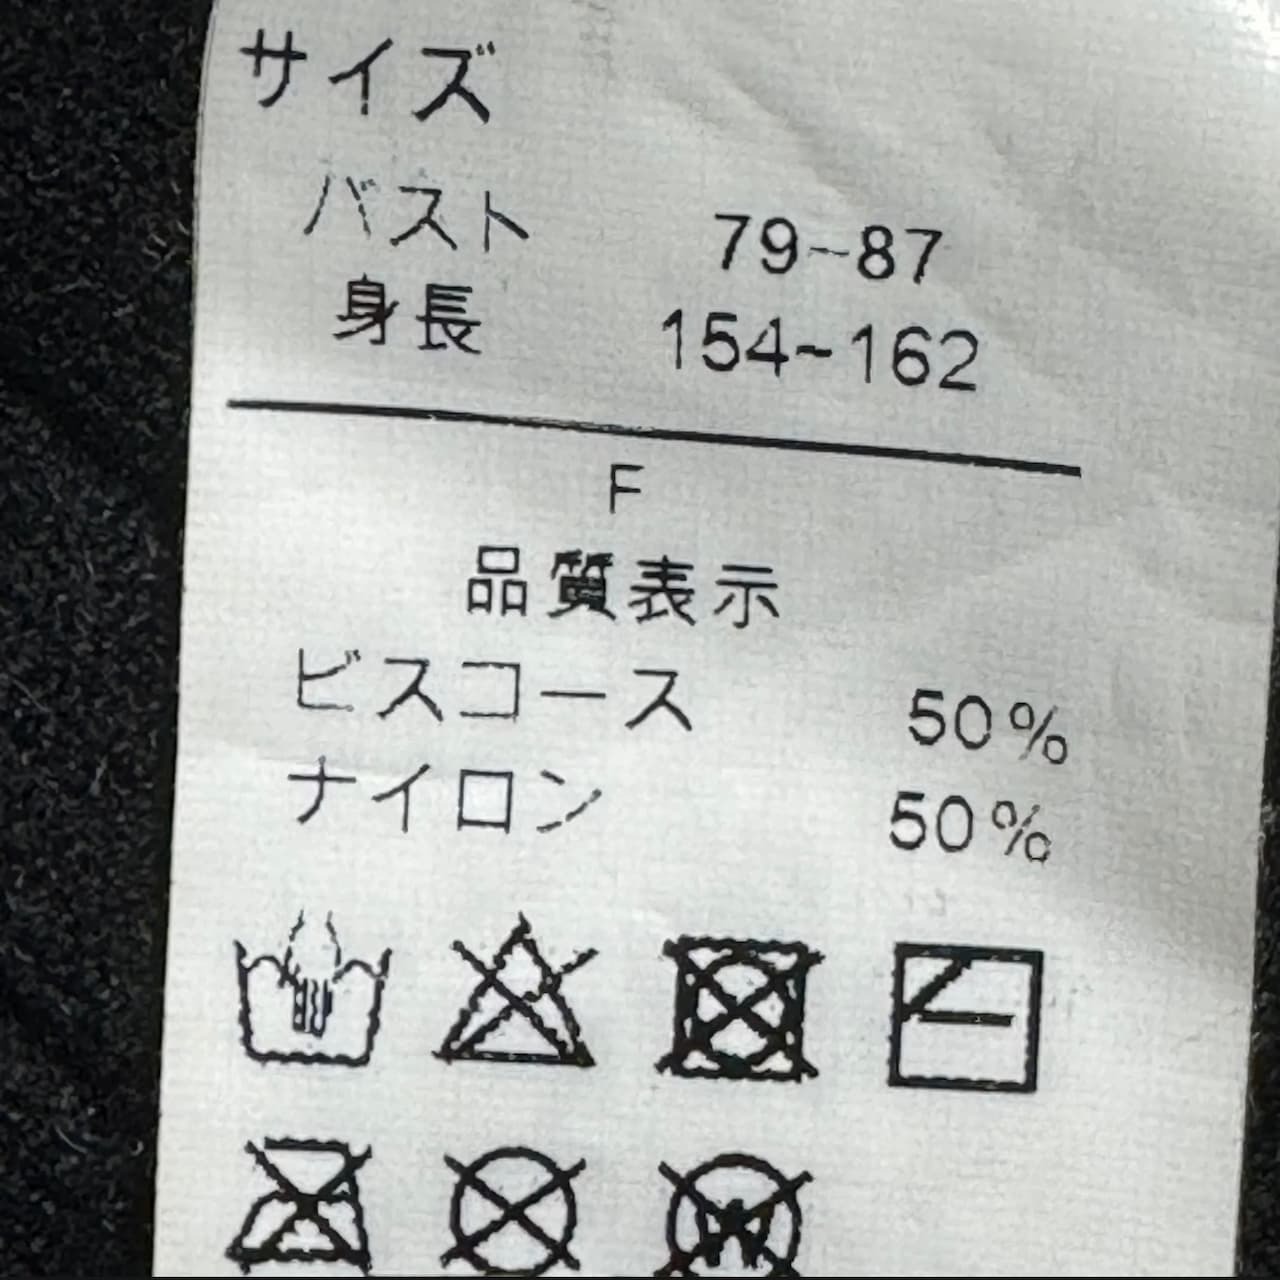 サイズ
バスト 79~87
身長 154~162
F
品質表示
ビスコース 50%
ナイロン 50%